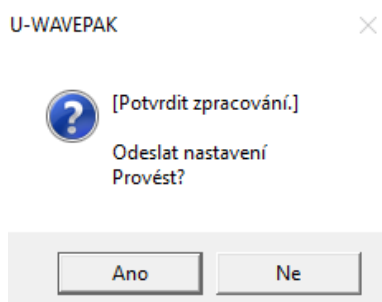 U-WAVEPAK
[Potvrdit zpracování.]
Odeslat nastavení
Provést?
Ano
Ne